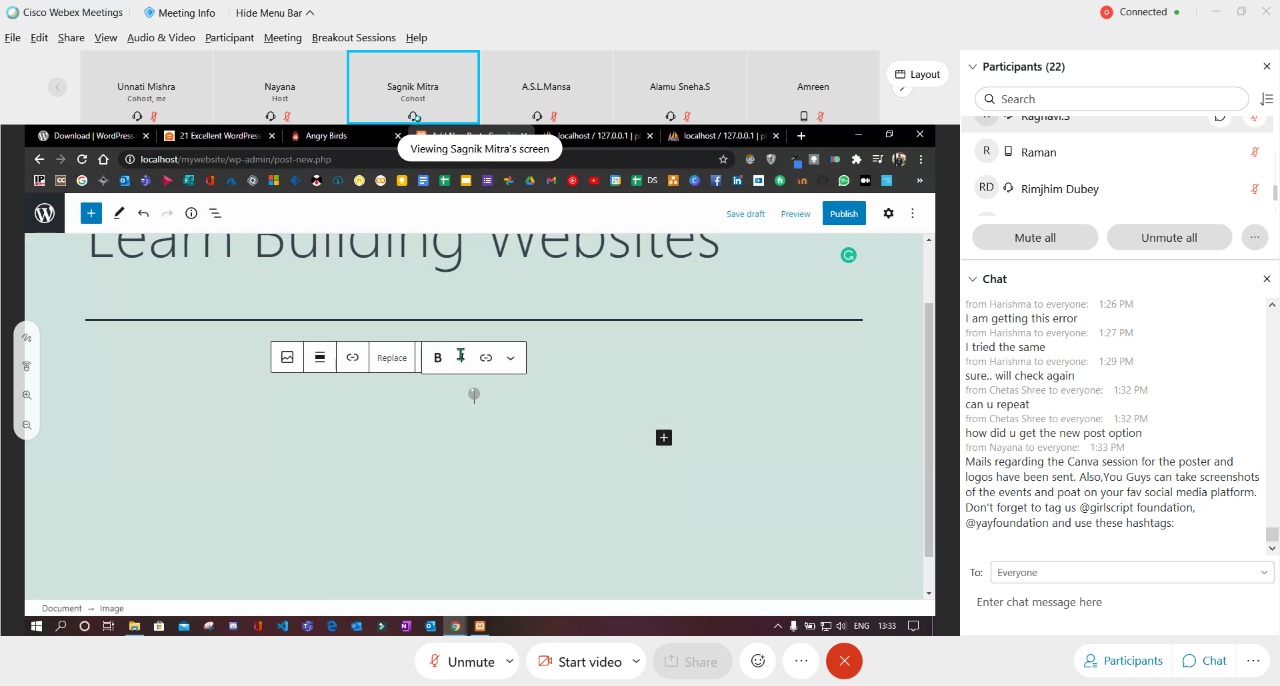 Cisco Webex Meetings
Meeting Info
Hide Menu Bar
Connected
File Edit Share View Audio & Video Participant Meeting Breakout Sessions Help
Unnati Mishra
Cohost, me
Nayana
Host
Sagnik Mitra
Cohost
A.S.L.Mansa
Alamu Sneha.S
Amreen
Layout
Download | WordPress
21 Excellent WordPress
Angry Birds
localhost / 127.0.0.1 | p
localhost / 127.0.0.1 | p
Viewing Sagnik Mitra's screen
localhost/mywebsite/wp-admin/post-new.php
DS
Save draft
Preview
Publish
Learn Building Websites
Replace
B
Document → Image
ENG 13:33
Participants (22)
Search
Raghavi.S
R Raman
RD Rimjhim Dubey
Mute all
Unmute all
Chat
from Harishma to everyone: 1:26 PM
I am getting this error
from Harishma to everyone: 1:27 PM
I tried the same
from Harishma to everyone: 1:29 PM
sure.. will check again
from Chetas Shree to everyone: 1:32 PM
can u repeat
from Chetas Shree to everyone: 1:32 PM
how did u get the new post option
from Nayana to everyone: 1:33 PM
Mails regarding the Canva session for the poster and
logos have been sent. Also,You Guys can take screenshots
of the events and poat on your fav social media platform.
Don't forget to tag us @girlscript foundation,
@yayfoundation and use these hashtags:
To: Everyone
Enter chat message here
Unmute
Start video
Share
Participants
Chat